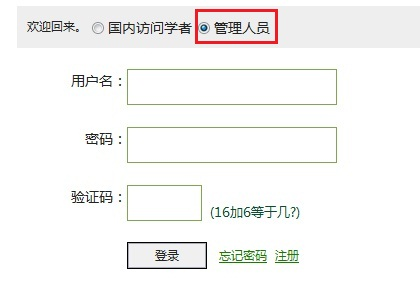 欢迎回来。 国内访问学者 管理人员
用户名：
密码：
验证码： (16加6等于几?)
登录 忘记密码 注册